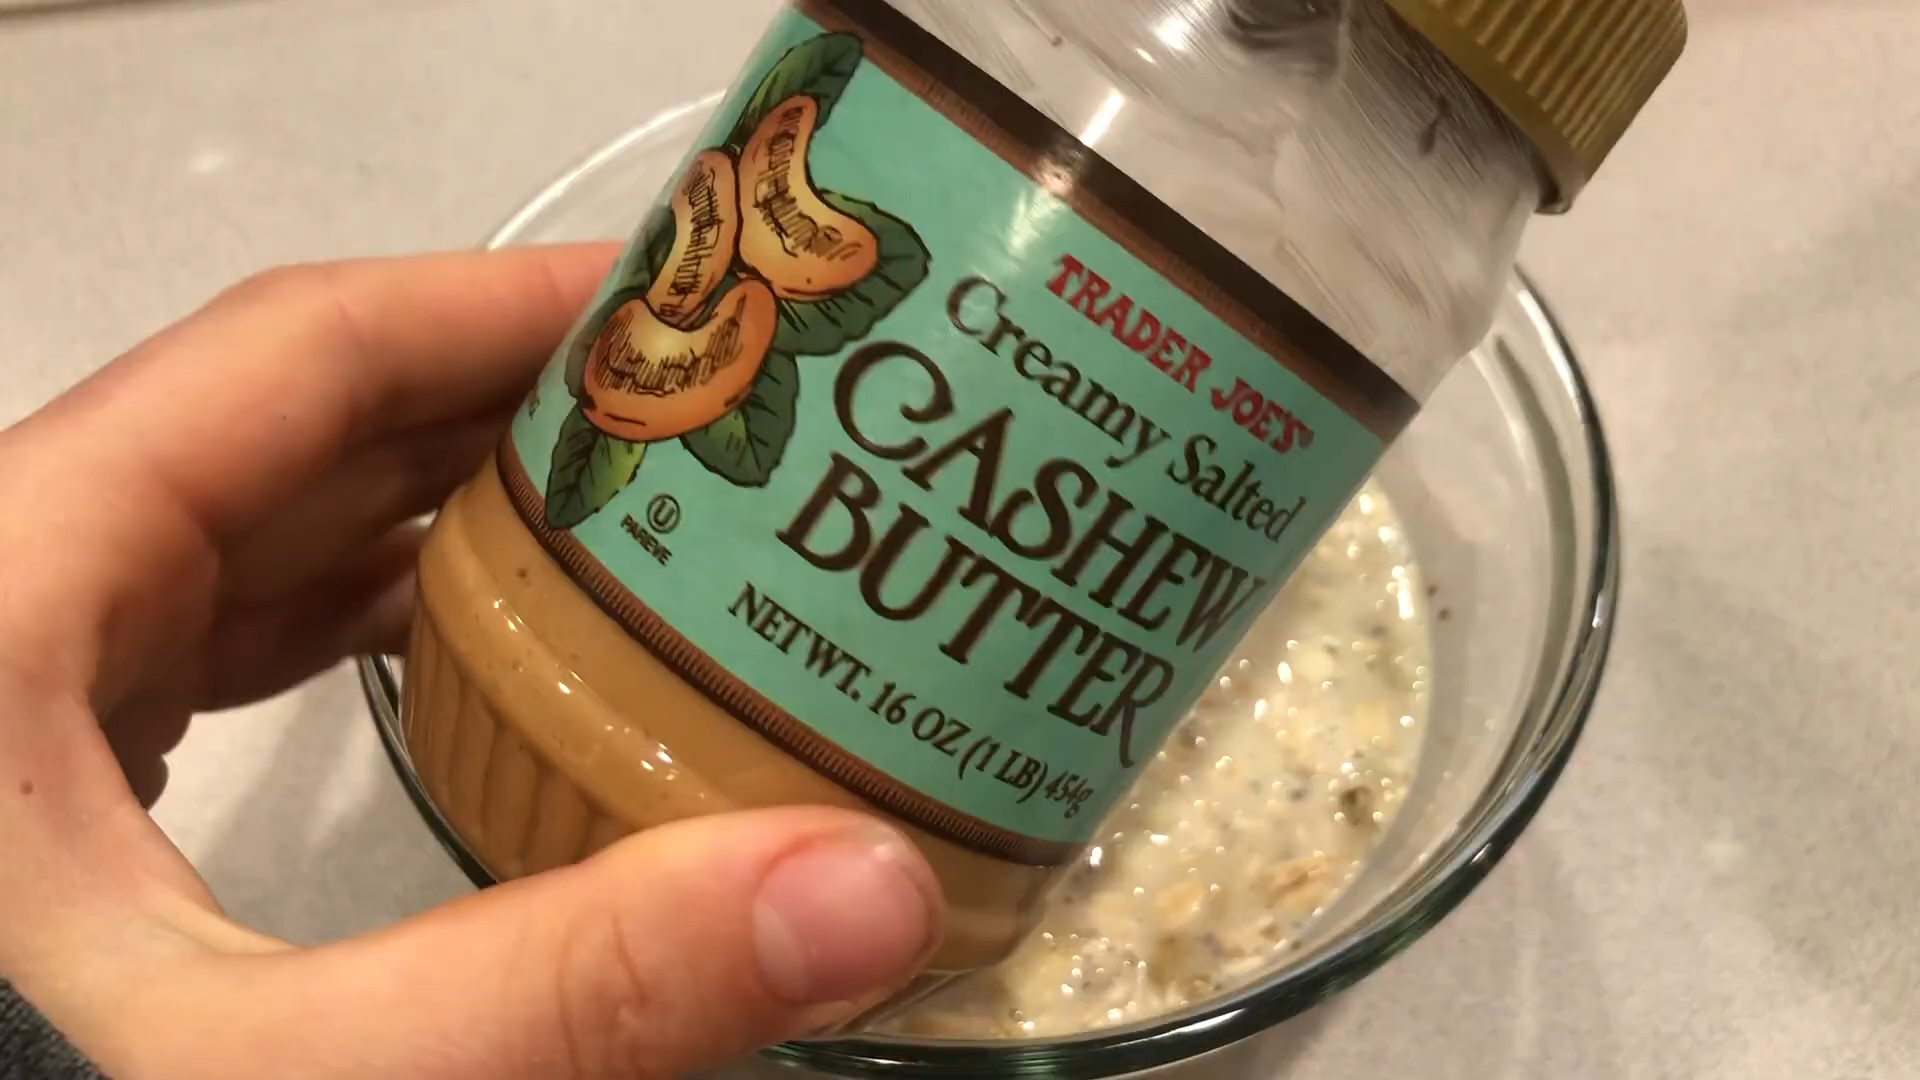 TRADER JOE'S®
Creamy Salted
CASHEW
BUTTER
U
PAREVE
NET WT. 16 OZ (1 LB) 454g